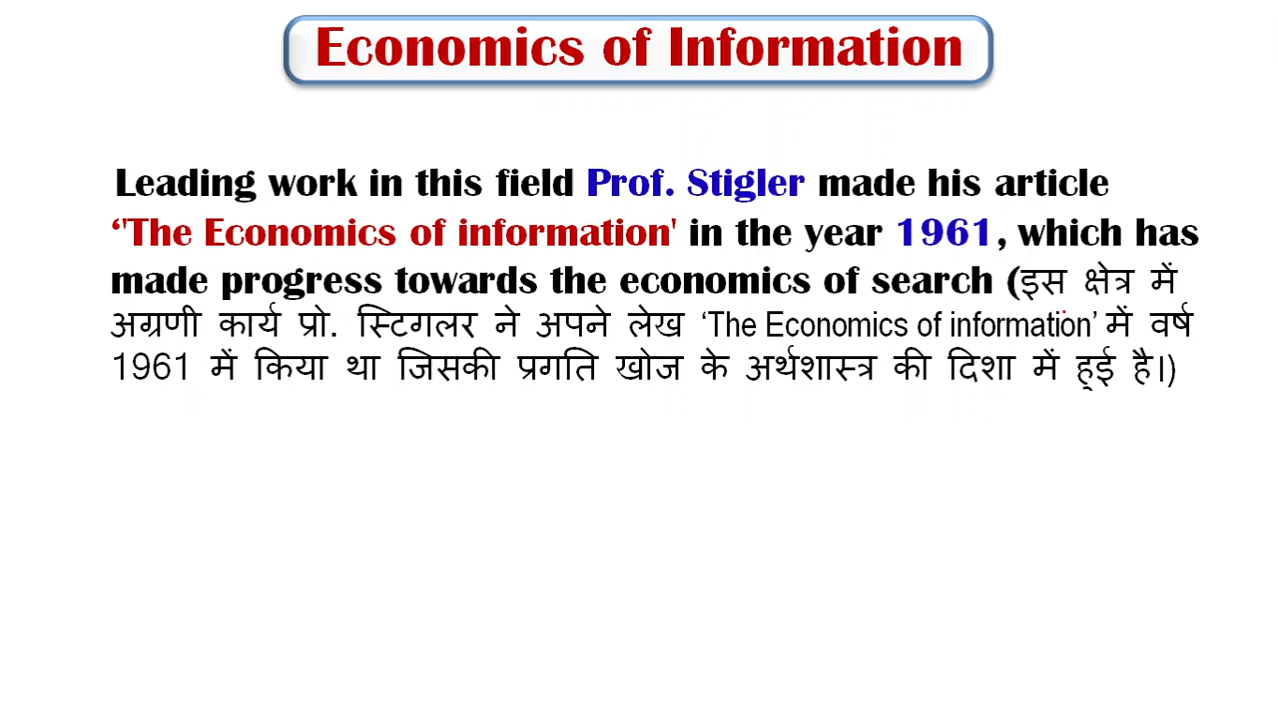 Economics of Information
Leading work in this field Prof. Stigler made his article
‘'The Economics of information' in the year 1961, which has
made progress towards the economics of search (इस क्षेत्र में
अग्रणी कार्य प्रो. स्टिगलर ने अपने लेख ‘The Economics of information’ में वर्ष
1961 में किया था जिसकी प्रगति खोज के अर्थशास्त्र की दिशा में हुई है।)